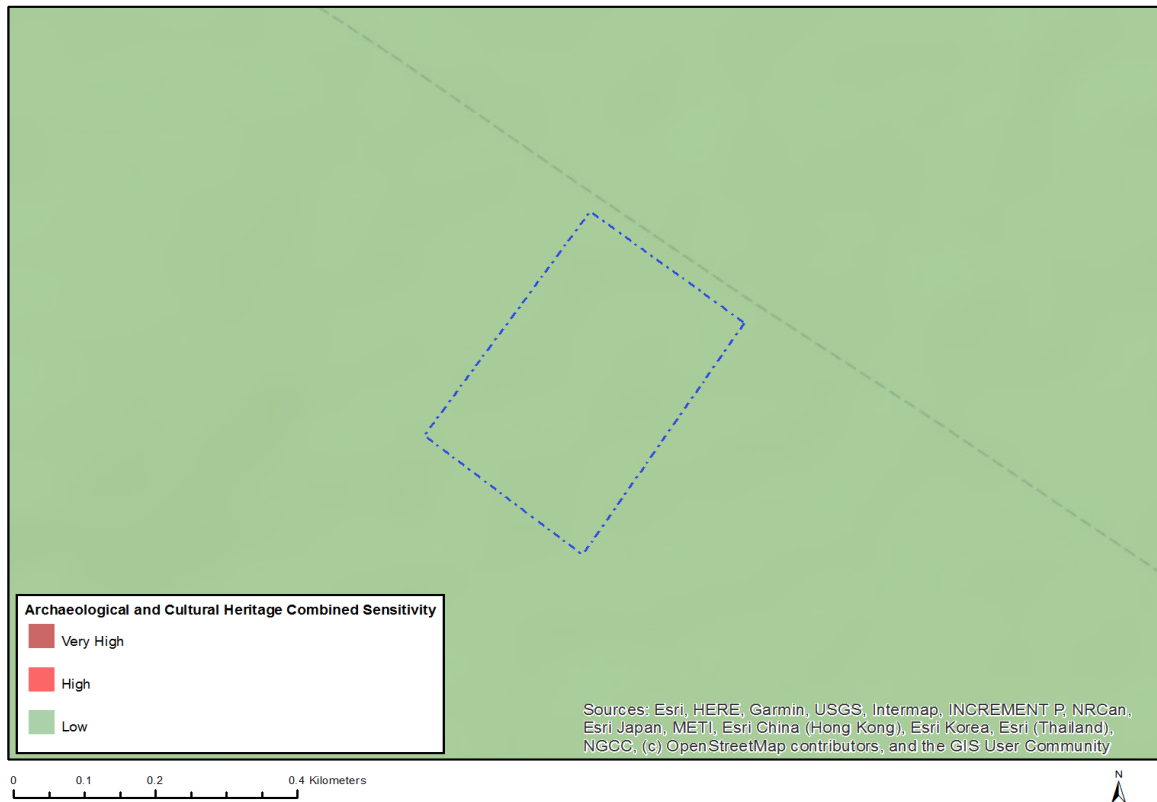 Archaeological and Cultural Heritage Combined Sensitivity
Very High
High
Low
Sources: Esri, HERE, Garmin, USGS, Intermap, INCREMENT P, NRCan,
Esri Japan, METI, Esri China (Hong Kong), Esri Korea, Esri (Thailand),
NGCC, (c) OpenStreetMap contributors, and the GIS User Community
0 0.1 0.2 0.4 Kilometers
N